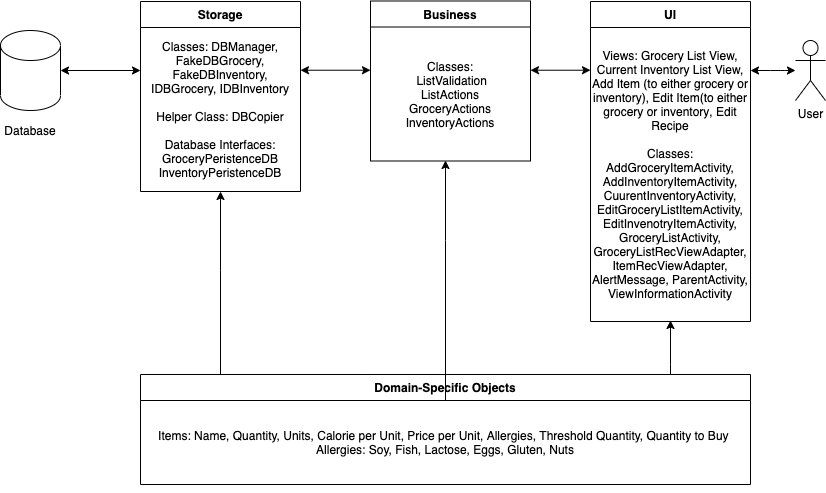 Storage
Classes: DBManager,
FakeDBGrocery,
FakeDBInventory,
IDBGrocery, IDBInventory
Helper Class: DBCopier
Database Interfaces:
GroceryPeristenceDB
InventoryPeristenceDB
Business
Classes:
ListValidation
ListActions
GroceryActions
InventoryActions
UI
Views: Grocery List View,
Current Inventory List View,
Add Item (to either grocery or
inventory), Edit Item(to either
grocery or inventory, Edit
Recipe
Classes:
AddGroceryItemActivity,
AddInventoryItemActivity,
CuurentInventoryActivity,
EditGroceryListItemActivity,
EditInvenotryItemActivity,
GroceryListActivity,
GroceryListRecViewAdapter,
ItemRecViewAdapter,
AlertMessage, ParentActivity,
ViewInformationActivity
Database
User
Domain-Specific Objects
Items: Name, Quantity, Units, Calorie per Unit, Price per Unit, Allergies, Threshold Quantity, Quantity to Buy
Allergies: Soy, Fish, Lactose, Eggs, Gluten, Nuts